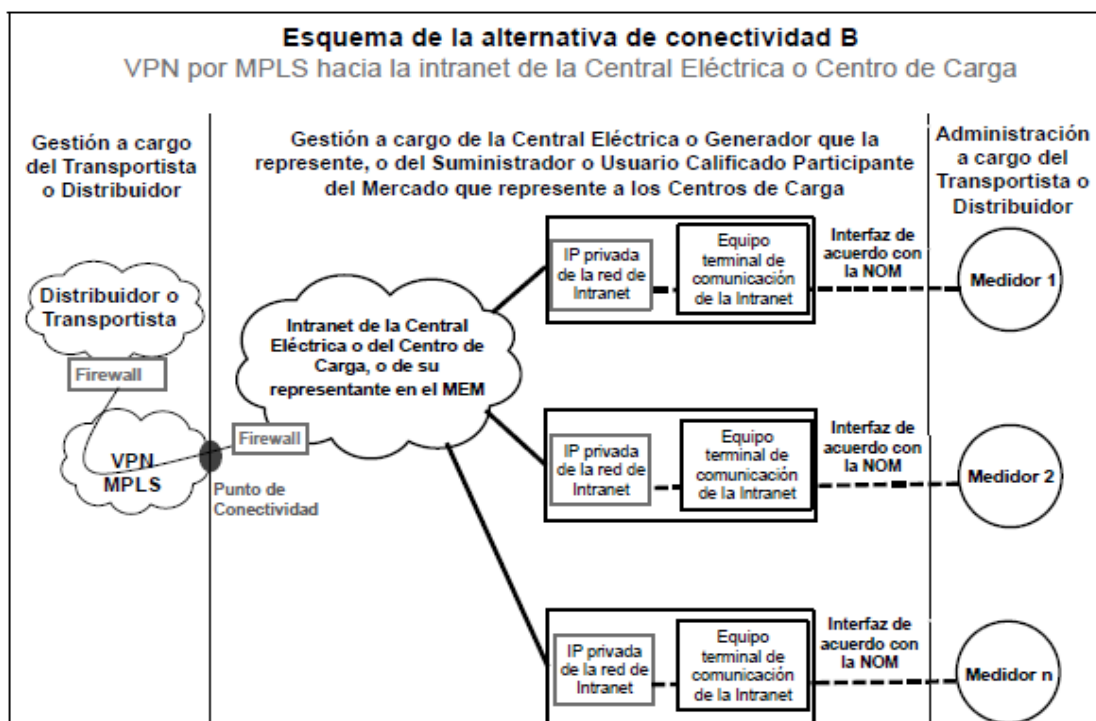 Esquema de la alternativa de conectividad B
VPN por MPLS hacia la intranet de la Central Eléctrica o Centro de Carga
Gestión a cargo
del Transportista
o Distribuidor
Gestión a cargo de la Central Eléctrica o Generador que la
represente, o del Suministrador o Usuario Calificado Participante
del Mercado que represente a los Centros de Carga
Administración
a cargo del
Transportista o
Distribuidor
Distribuidor o
Transportista
Firewall
VPN
MPLS
Punto de
Conectividad
Firewall
Intranet de la Central
Eléctrica o del Centro de
Carga, o de su
representante en el MEM
IP privada
de la red de
Intranet
Equipo
terminal de
comunicación
de la Intranet
Interfaz de
acuerdo con
la NOM
Medidor 1
IP privada
de la red de
Intranet
Equipo
terminal de
comunicación
de la Intranet
Interfaz de
acuerdo con
la NOM
Medidor 2
IP privada
de la red de
Intranet
Equipo
terminal de
comunicación
de la Intranet
Interfaz de
acuerdo con
la NOM
Medidor n